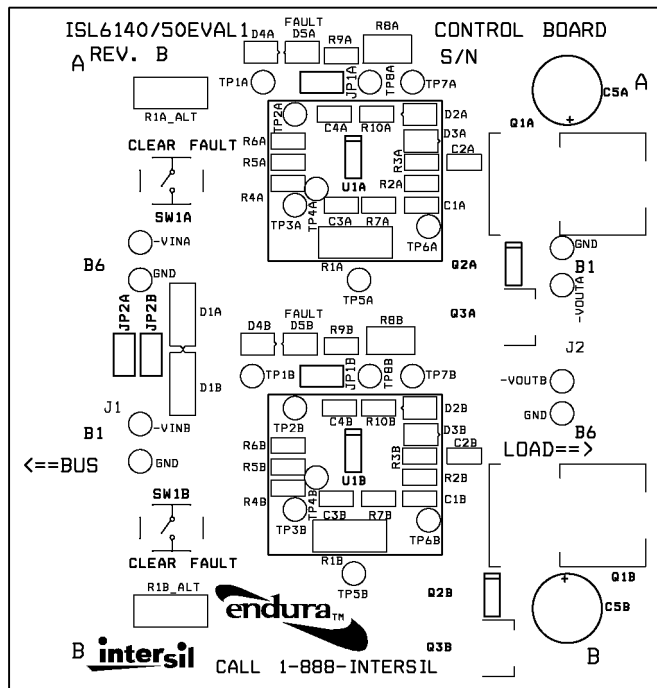 ISL6140/50EVAL1 CONTROL BOARD
REV. B S/N
A
A
FAULT
D4A D5A R9A R8A
TP1A JP1A TP8A TP7A
R1A_ALT
CLEAR FAULT
SW1A
TP2A C4A R10A D2A
D3A
R6A
R5A
R4A
U1A R3A C2A
R2A
TP3A TP4A C3A R7A C1A
TP6A
R1A
TP5A
C5A
+
Q1A
Q2A
Q3A
-VINA
B6
GND
JP2A JP2B
D1A
D1B
GND
B1
-VOUTA
J2
FAULT
D4B D5B R9B R8B
TP1B JP1B TP8B TP7B
J1
B1
-VINB
GND
<==BUS
-VOUTB
GND
B6
LOAD==>
TP2B C4B R10B D2B
D3B
R6B
R5B
R4B
U1B R3B C2B
R2B
TP3B TP4B C3B R7B C1B
TP6B
R1B
TP5B
SW1B
CLEAR FAULT
R1B_ALT
Q1B
Q2B
C5B
+
Q3B
B
B
endura™
intersil
CALL 1-888-INTERSIL